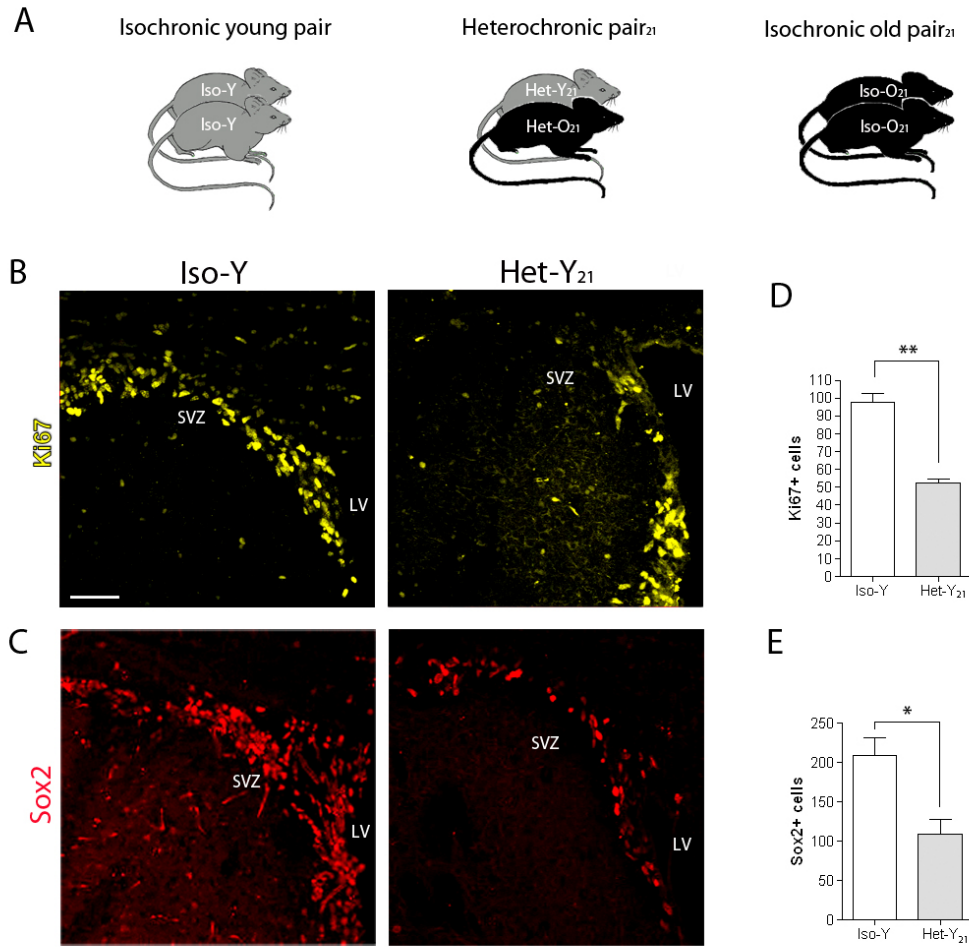 A
Isochronic young pair
Heterochronic pair21
Isochronic old pair21
Iso-Y
Iso-Y
Het-Y21
Het-O21
Iso-O21
Iso-O21
B
Iso-Y
Het-Y21
Ki67
SVZ
LV
SVZ
LV
C
Sox2
SVZ
LV
SVZ
LV
D
**
Ki67+ cells
110
100
90
80
70
60
50
40
30
20
10
0
Iso-Y
Het-Y21
E
*
Sox2+ cells
250
200
150
100
50
0
Iso-Y
Het-Y21